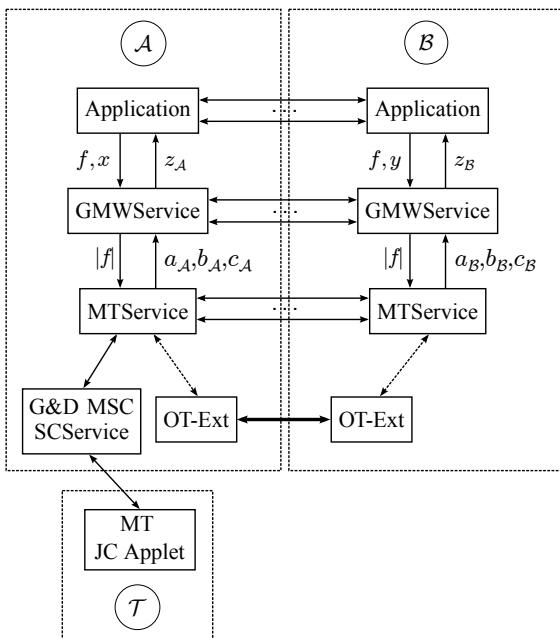 𝒜 ℬ
Application Application
f, x z_𝒜 f, y z_ℬ
GMWService GMWService
|f| a_𝒜,b_𝒜,c_𝒜 |f| a_ℬ,b_ℬ,c_ℬ
MTService MTService
G&D MSC
SCService
OT-Ext OT-Ext
MT
JC Applet
𝒯